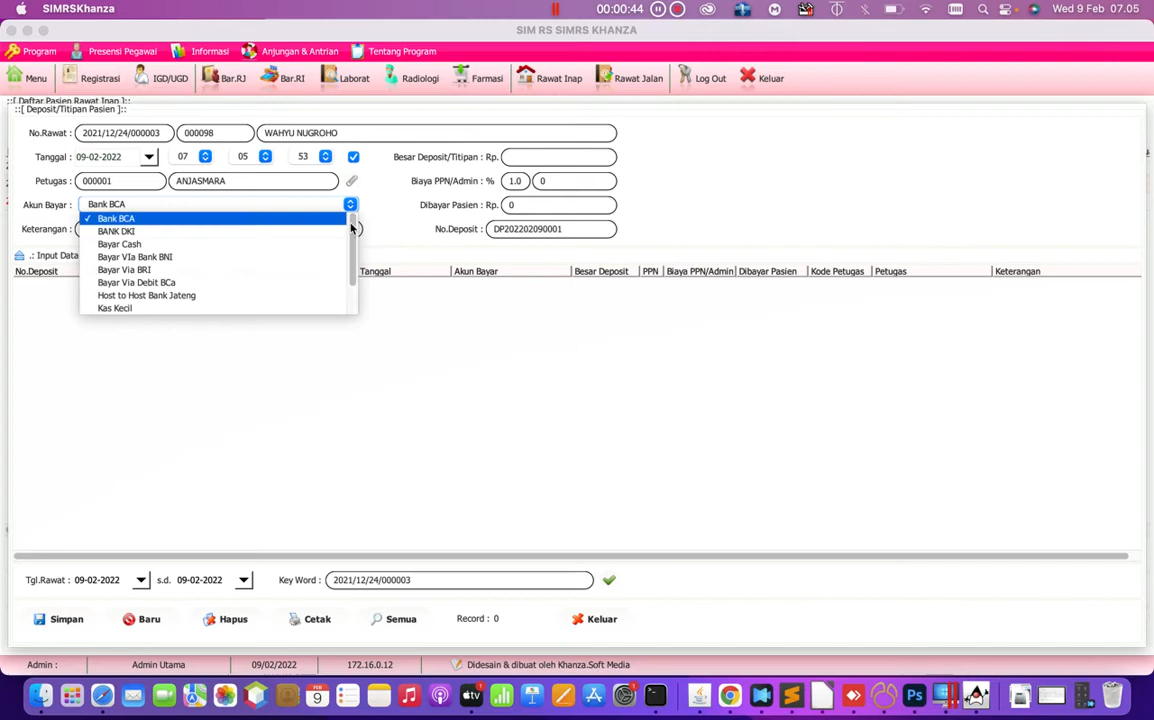 SIMRSKhanza
00:00:44
Wed 9 Feb 07.05
SIM RS SIMRS KHANZA
Program
Presensi Pegawai
Informasi
Anjungan & Antrian
Tentang Program
Menu
Registrasi
IGD/UGD
Bar.RJ
Bar.RI
Laborat
Radiologi
Farmasi
Rawat Inap
Rawat Jalan
Log Out
Keluar
::[ Daftar Pasien Rawat Inap ]::
::[ Deposit/Titipan Pasien ]::
No.Rawat : 2021/12/24/000003 000098 WAHYU NUGROHO
Tanggal : 09-02-2022 07 05 53
Besar Deposit/Titipan : Rp.
Petugas : 000001 ANJASMARA
Biaya PPN/Admin : % 1.0 0
Akun Bayar : Bank BCA
Dibayar Pasien : Rp. 0
Keterangan :
No.Deposit : DP202202090001
✓ Bank BCA
BANK DKI
Bayar Cash
Bayar VIa Bank BNI
Bayar Via BRI
Bayar Via Debit BCa
Host to Host Bank Jateng
Kas Kecil
.: Input Data
No.Deposit Tanggal Akun Bayar Besar Deposit PPN Biaya PPN/Admin Dibayar Pasien Kode Petugas Petugas Keterangan
Tgl.Rawat : 09-02-2022 s.d. 09-02-2022 Key Word : 2021/12/24/000003
Simpan Baru Hapus Cetak Semua Record : 0 Keluar
Admin : Admin Utama 09/02/2022 172.16.0.12 Didesain & dibuat oleh Khanza.Soft Media
FEB
9
tv
Ps